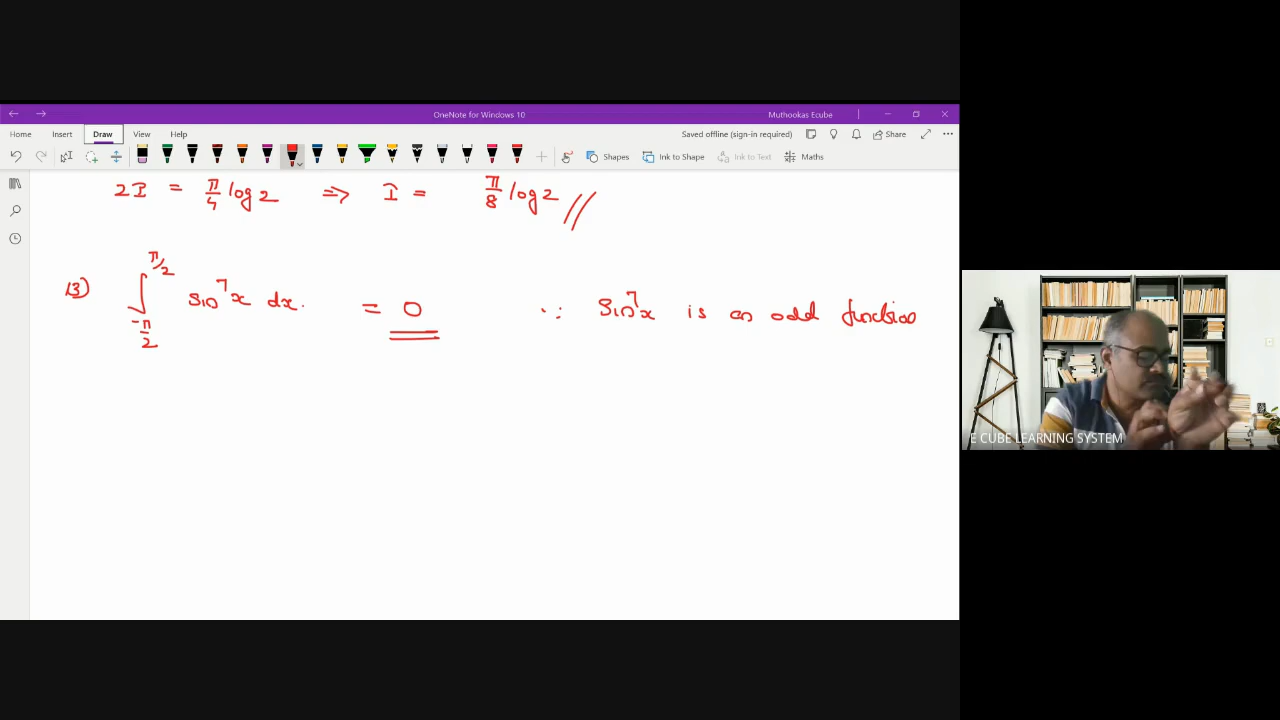 OneNote for Windows 10
Muthookas Ecube
Home Insert Draw View Help
Saved offline (sign-in required) Share
Shapes Ink to Shape Ink to Text Maths
2I = π/4 log 2 ⇒ I = π/8 log 2 //
13) ∫_{-π/2}^{π/2} sin⁷x dx. = 0 ∵ Sin⁷x is an odd function
E CUBE LEARNING SYSTEM